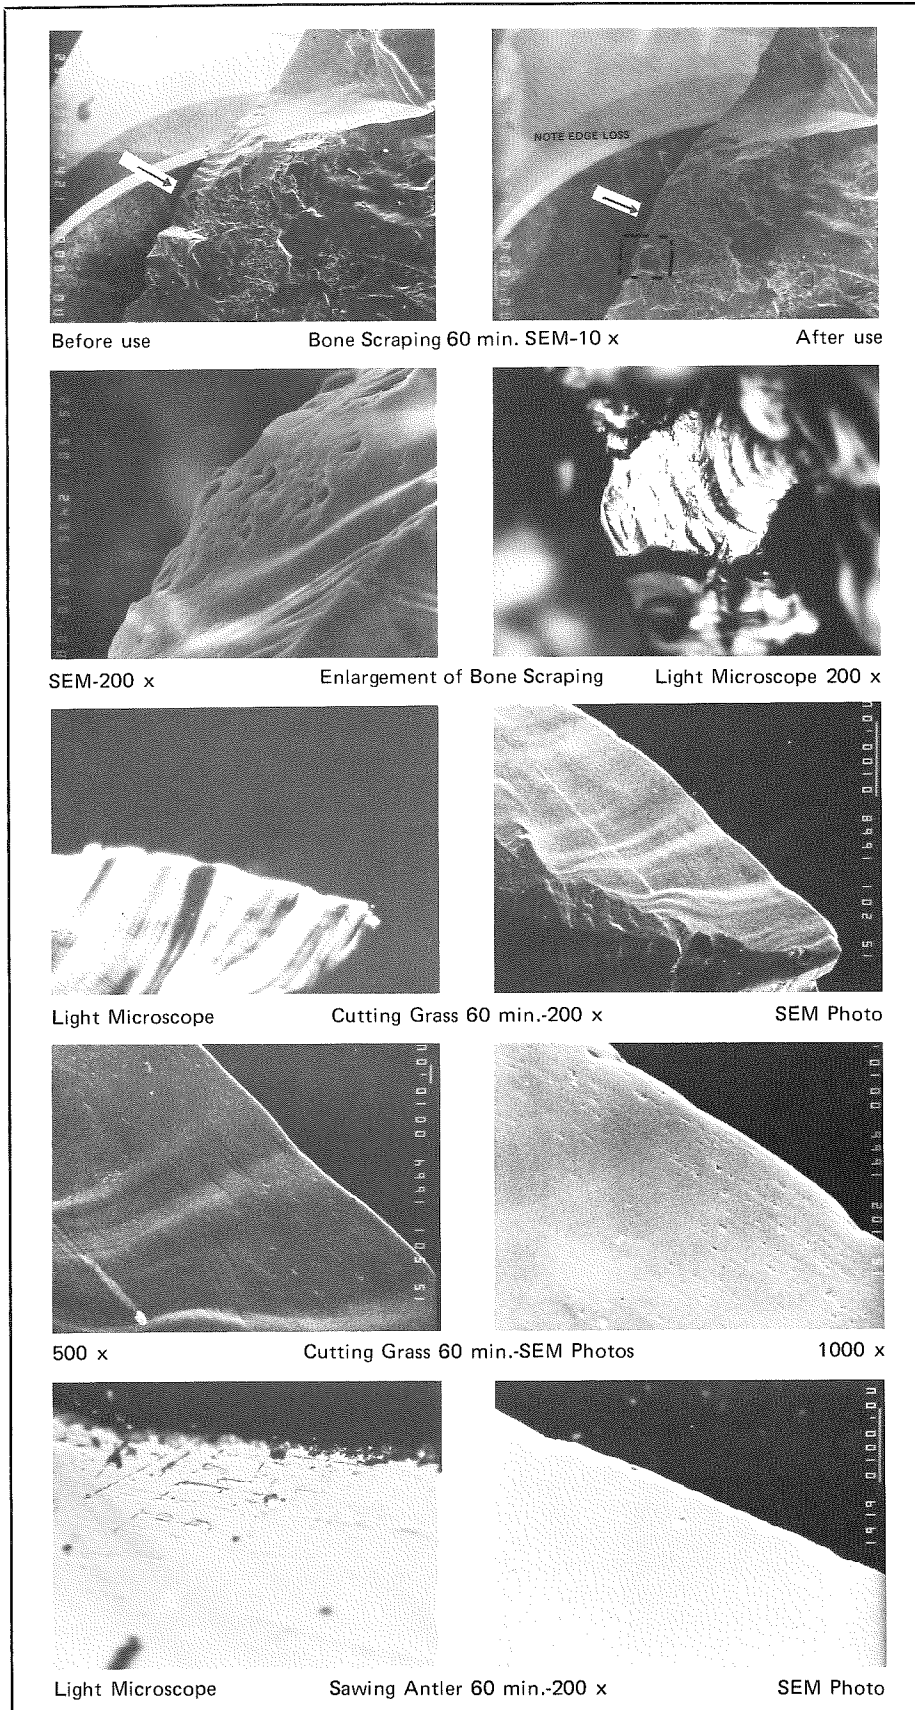 NOTE EDGE LOSS
Before use Bone Scraping 60 min. SEM-10 x After use
SEM-200 x Enlargement of Bone Scraping Light Microscope 200 x
Light Microscope Cutting Grass 60 min.-200 x SEM Photo
500 x Cutting Grass 60 min.-SEM Photos 1000 x
Light Microscope Sawing Antler 60 min.-200 x SEM Photo